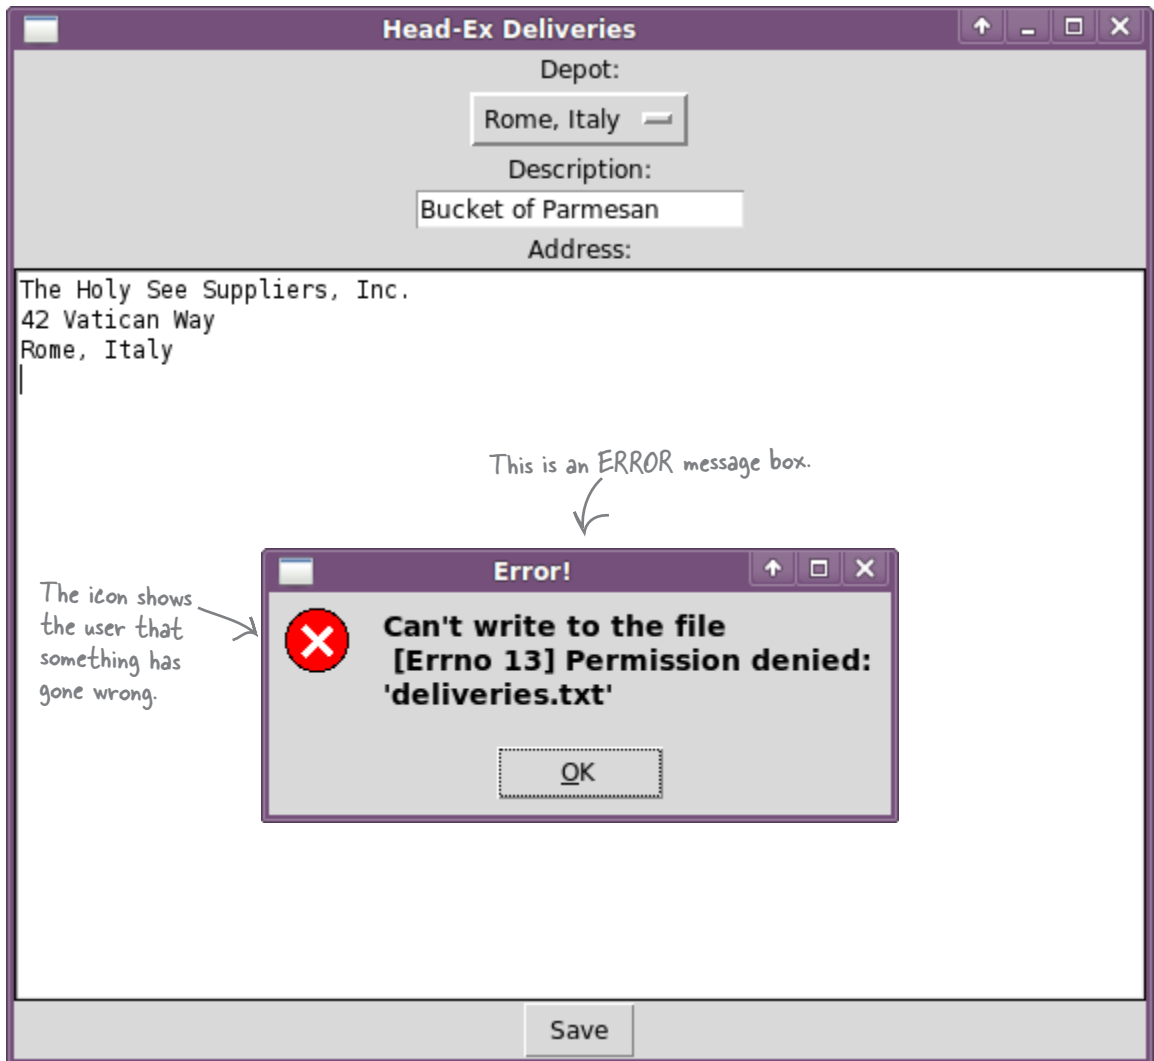 Head-Ex Deliveries
Depot:
Rome, Italy
Description:
Bucket of Parmesan
Address:
The Holy See Suppliers, Inc.
42 Vatican Way
Rome, Italy
This is an ERROR message box.
The icon shows
the user that
something has
gone wrong.
Error!
Can't write to the file
[Errno 13] Permission denied:
'deliveries.txt'
OK
Save